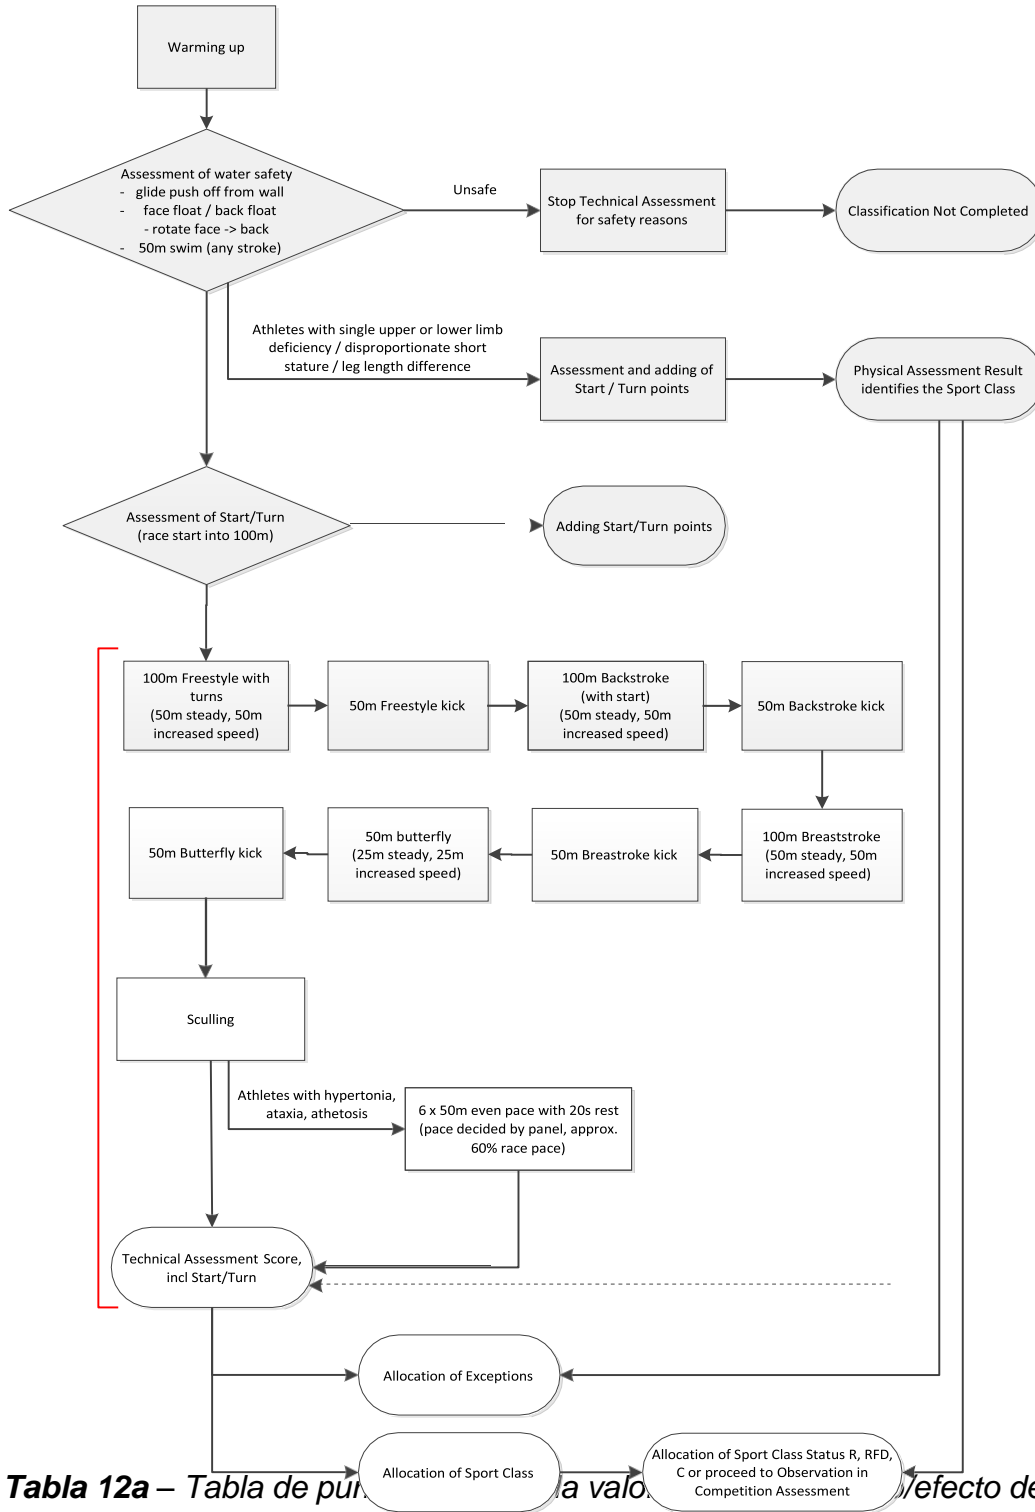 Warming up
Assessment of water safety
- glide push off from wall
- face float / back float
- rotate face -> back
- 50m swim (any stroke)
Unsafe
Stop Technical Assessment
for safety reasons
Classification Not Completed
Athletes with single upper or lower limb
deficiency / disproportionate short
stature / leg length difference
Assessment and adding of
Start / Turn points
Physical Assessment Result
identifies the Sport Class
Assessment of Start/Turn
(race start into 100m)
Adding Start/Turn points
100m Freestyle with
turns
(50m steady, 50m
increased speed)
50m Freestyle kick
100m Backstroke
(with start)
(50m steady, 50m
increased speed)
50m Backstroke kick
100m Breaststroke
(50m steady, 50m
increased speed)
50m Breastroke kick
50m butterfly
(25m steady, 25m
increased speed)
50m Butterfly kick
Sculling
Athletes with hypertonia,
ataxia, athetosis
6 x 50m even pace with 20s rest
(pace decided by panel, approx.
60% race pace)
Technical Assessment Score,
incl Start/Turn
Allocation of Exceptions
Allocation of Sport Class
Allocation of Sport Class Status R, RFD,
C or proceed to Observation in
Competition Assessment
Tabla 12a – Tabla de /efecto de